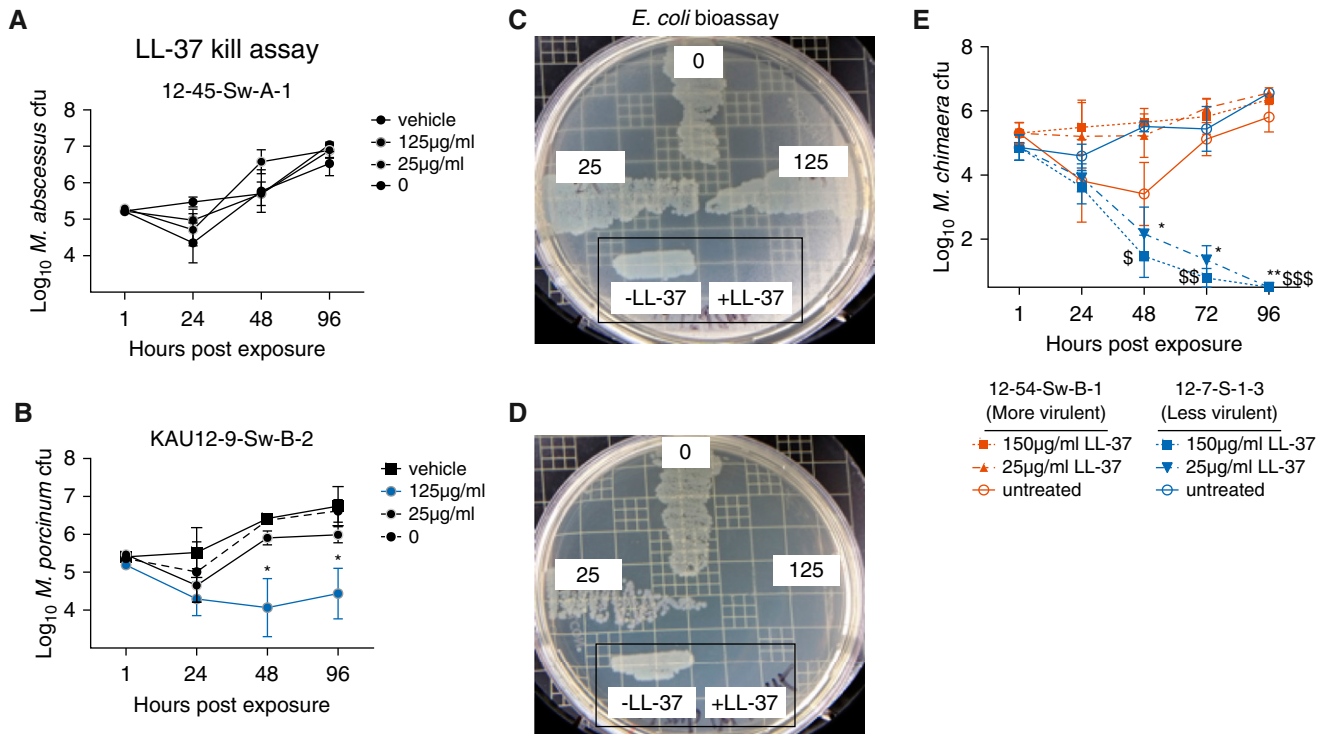 A
LL-37 kill assay
12-45-Sw-A-1
Log10 M. abscessus cfu
8
7
6
5
4
1 24 48 96
Hours post exposure
vehicle
125µg/ml
25µg/ml
0
B
KAU12-9-Sw-B-2
Log10 M. porcinum cfu
8
7
6
5
4
* *
1 24 48 96
Hours post exposure
vehicle
125µg/ml
25µg/ml
0
C
E. coli bioassay
0
25 125
-LL-37 +LL-37
D
0
25 125
-LL-37 +LL-37
E
Log10 M. chimaera cfu
8
6
4
2
* * **
$ $$ $$$
1 24 48 72 96
Hours post exposure
12-54-Sw-B-1
(More virulent)
150µg/ml LL-37
25µg/ml LL-37
untreated
12-7-S-1-3
(Less virulent)
150µg/ml LL-37
25µg/ml LL-37
untreated